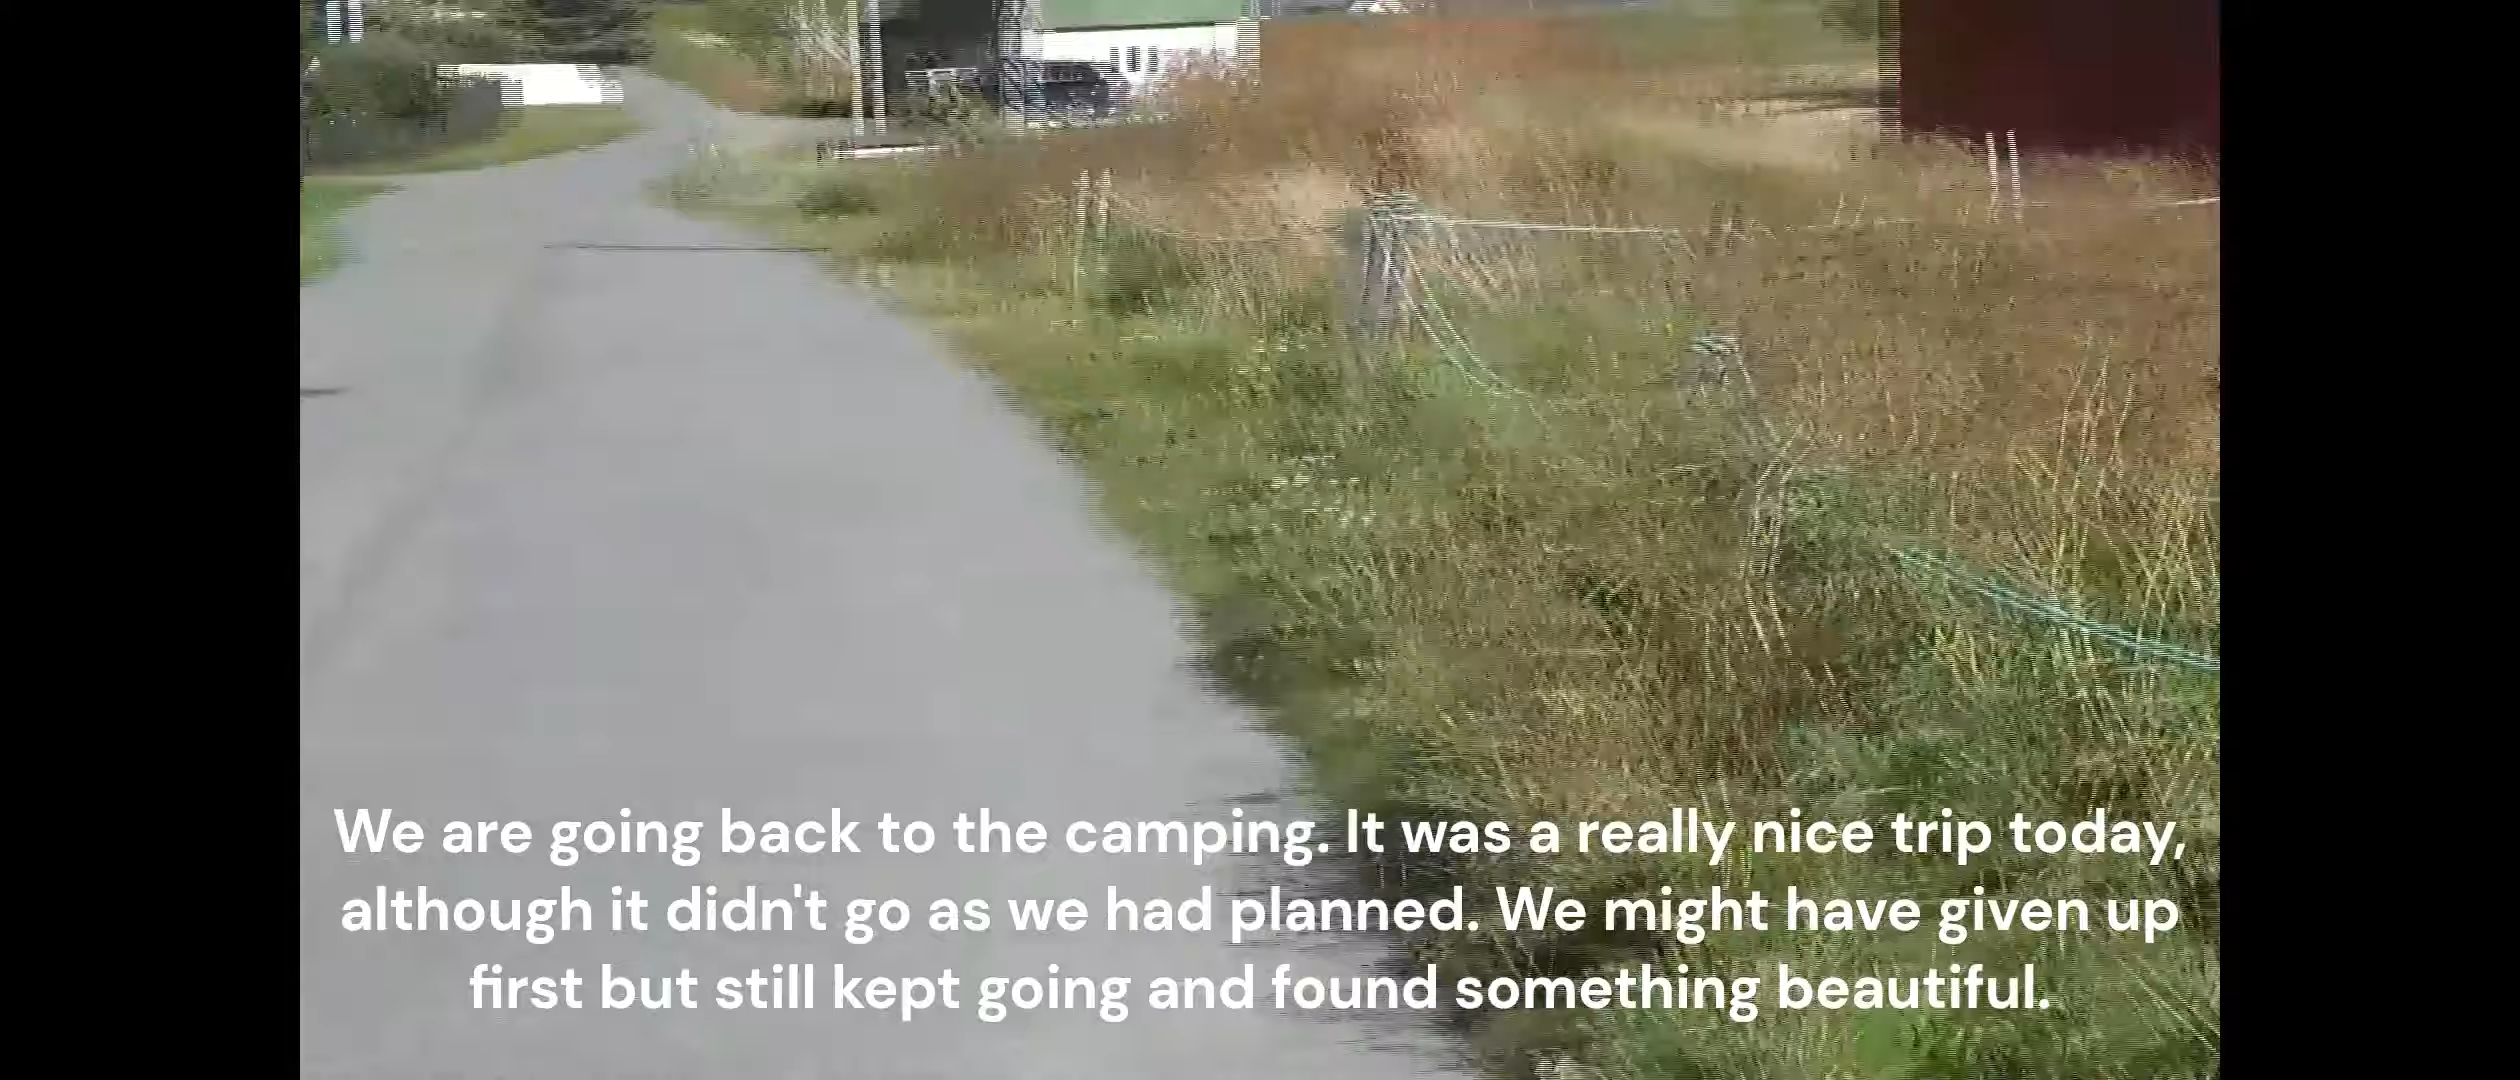 We are going back to the camping. It was a really nice trip today,
although it didn't go as we had planned. We might have given up
first but still kept going and found something beautiful.